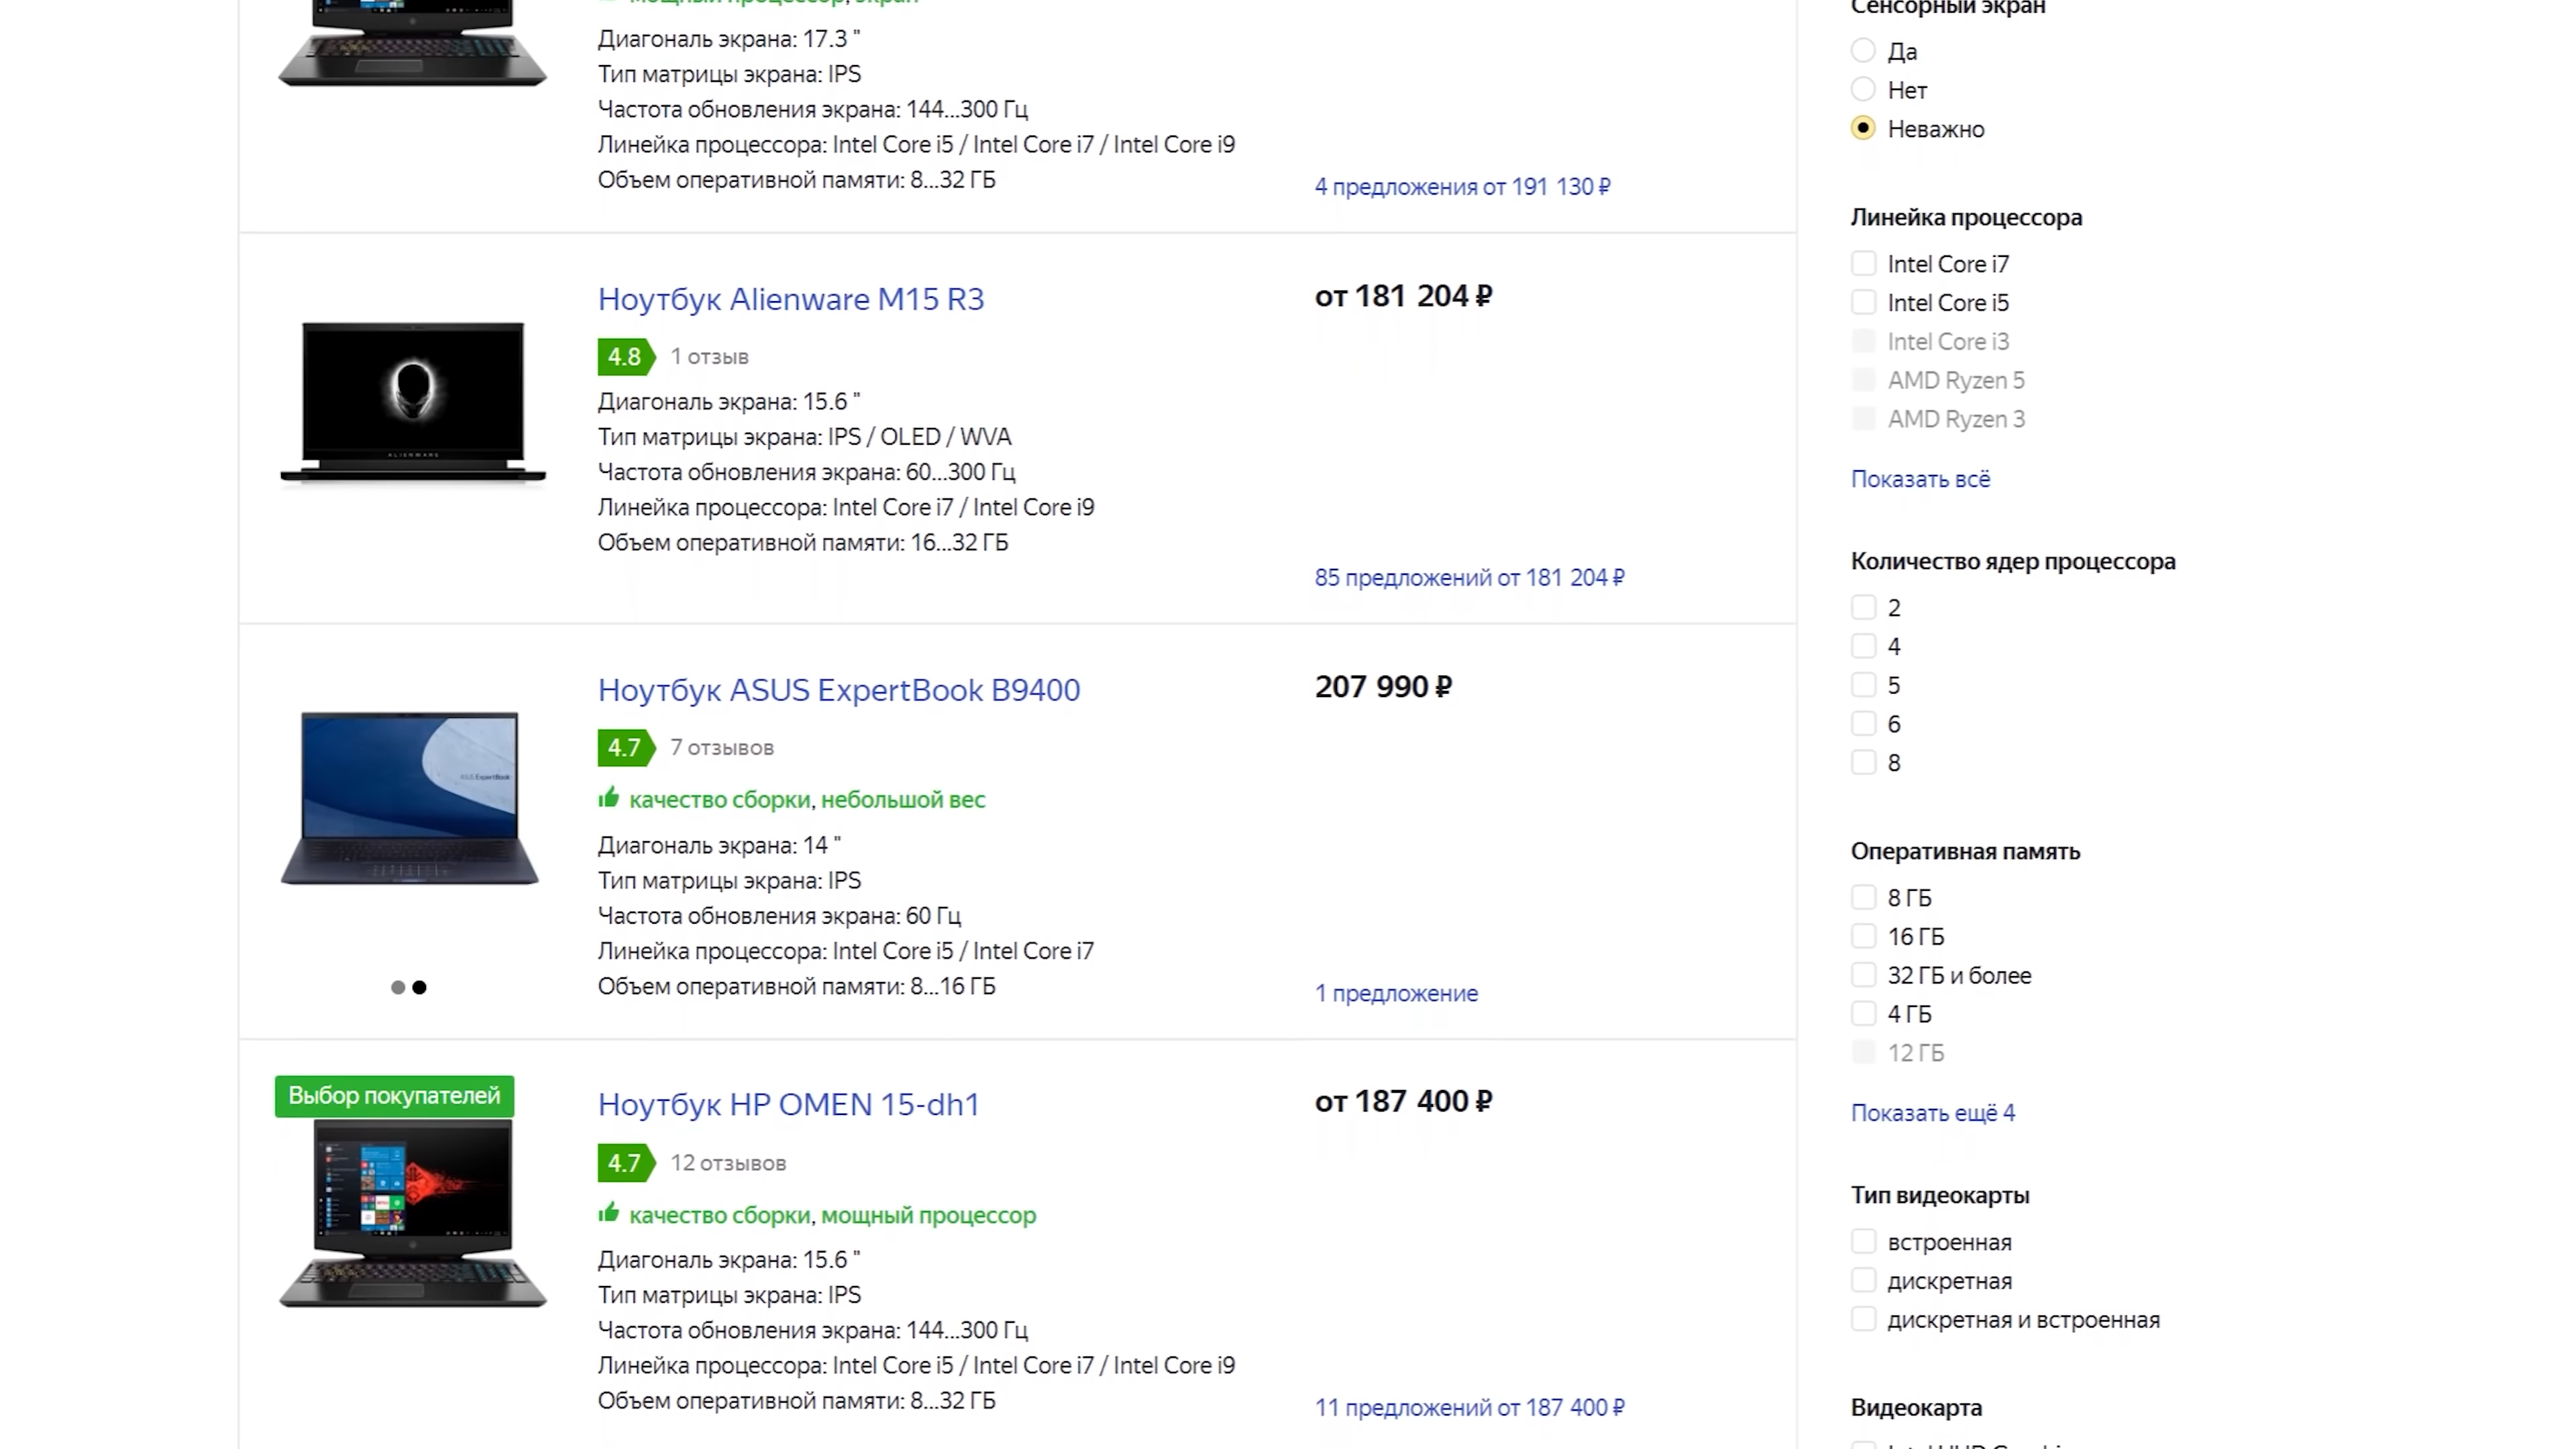 мощный процессор, экран
Диагональ экрана: 17.3 "
Тип матрицы экрана: IPS
Частота обновления экрана: 144...300 Гц
Линейка процессора: Intel Core i5 / Intel Core i7 / Intel Core i9
Объем оперативной памяти: 8...32 ГБ
4 предложения от 191 130 ₽
Ноутбук Alienware M15 R3
от 181 204 ₽
4.8 1 отзыв
Диагональ экрана: 15.6 "
Тип матрицы экрана: IPS / OLED / WVA
Частота обновления экрана: 60...300 Гц
Линейка процессора: Intel Core i7 / Intel Core i9
Объем оперативной памяти: 16...32 ГБ
85 предложений от 181 204 ₽
ALIENWARE
Ноутбук ASUS ExpertBook B9400
207 990 ₽
4.7 7 отзывов
качество сборки, небольшой вес
Диагональ экрана: 14 "
Тип матрицы экрана: IPS
Частота обновления экрана: 60 Гц
Линейка процессора: Intel Core i5 / Intel Core i7
Объем оперативной памяти: 8...16 ГБ
1 предложение
ASUS ExpertBook
Выбор покупателей
Ноутбук HP OMEN 15-dh1
от 187 400 ₽
4.7 12 отзывов
качество сборки, мощный процессор
Диагональ экрана: 15.6 "
Тип матрицы экрана: IPS
Частота обновления экрана: 144...300 Гц
Линейка процессора: Intel Core i5 / Intel Core i7 / Intel Core i9
Объем оперативной памяти: 8...32 ГБ
11 предложений от 187 400 ₽
Сенсорный экран
Да
Нет
Неважно
Линейка процессора
Intel Core i7
Intel Core i5
Intel Core i3
AMD Ryzen 5
AMD Ryzen 3
Показать всё
Количество ядер процессора
2
4
5
6
8
Оперативная память
8 ГБ
16 ГБ
32 ГБ и более
4 ГБ
12 ГБ
Показать ещё 4
Тип видеокарты
встроенная
дискретная
дискретная и встроенная
Видеокарта